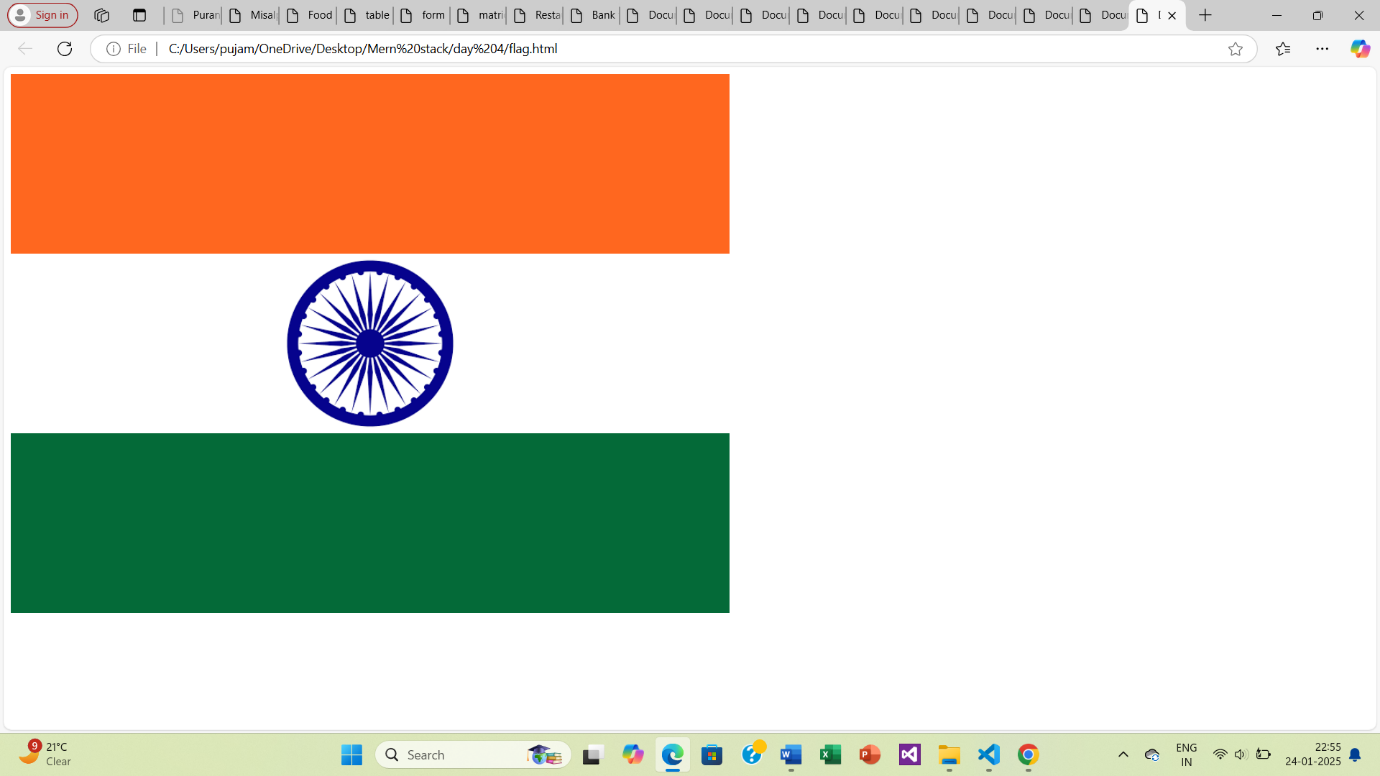 Sign in
Puran
Misal
Food
table
form
matri
Resta
Bank
Docu
Docu
Docu
Docu
Docu
Docu
Docu
Docu
Docu
File
C:/Users/pujam/OneDrive/Desktop/Mern%20stack/day%204/flag.html
9
21°C
Clear
Search
ENG
IN
22:55
24-01-2025